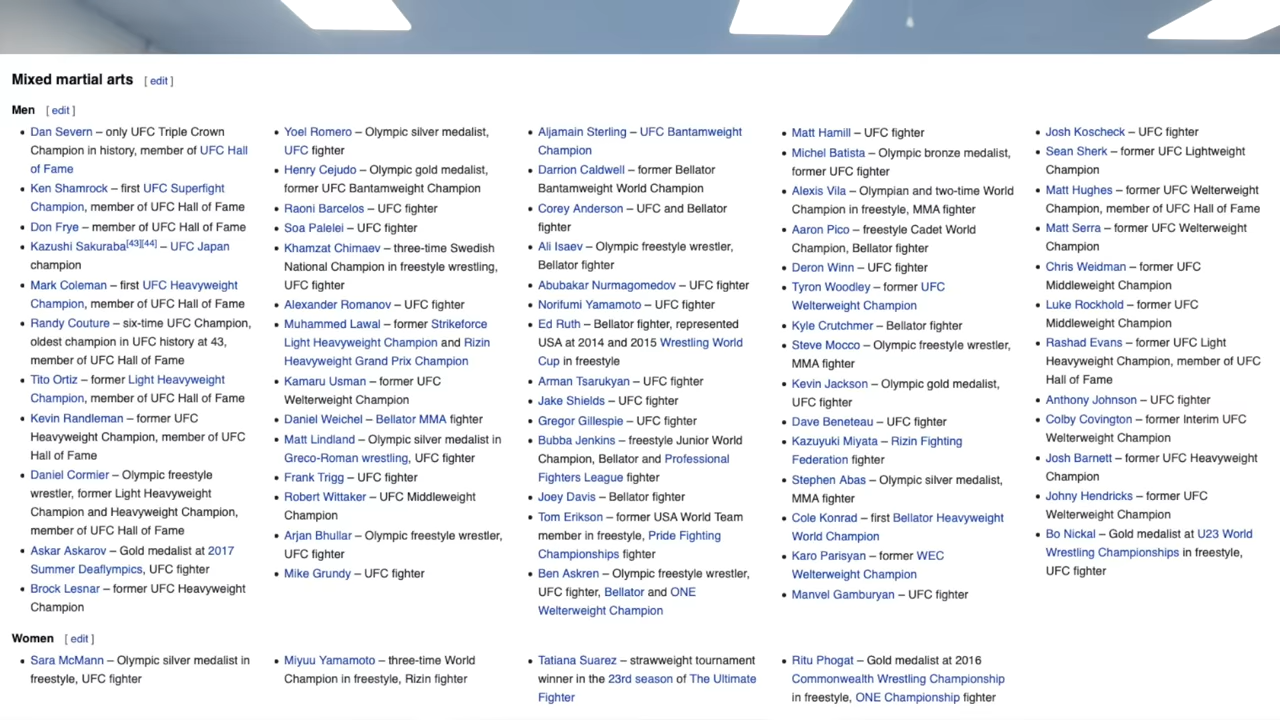 Mixed martial arts [ edit ]
Men [ edit ]
• Dan Severn – only UFC Triple Crown
Champion in history, member of UFC Hall
of Fame
• Ken Shamrock – first UFC Superfight
Champion, member of UFC Hall of Fame
• Don Frye – member of UFC Hall of Fame
• Kazushi Sakuraba[43][44] – UFC Japan
champion
• Mark Coleman – first UFC Heavyweight
Champion, member of UFC Hall of Fame
• Randy Couture – six-time UFC Champion,
oldest champion in UFC history at 43,
member of UFC Hall of Fame
• Tito Ortiz – former Light Heavyweight
Champion, member of UFC Hall of Fame
• Kevin Randleman – former UFC
Heavyweight Champion, member of UFC
Hall of Fame
• Daniel Cormier – Olympic freestyle
wrestler, former Light Heavyweight
Champion and Heavyweight Champion,
member of UFC Hall of Fame
• Askar Askarov – Gold medalist at 2017
Summer Deaflympics, UFC fighter
• Brock Lesnar – former UFC Heavyweight
Champion
• Yoel Romero – Olympic silver medalist,
UFC fighter
• Henry Cejudo – Olympic gold medalist,
former UFC Bantamweight Champion
• Raoni Barcelos – UFC fighter
• Soa Palelei – UFC fighter
• Khamzat Chimaev – three-time Swedish
National Champion in freestyle wrestling,
UFC fighter
• Alexander Romanov – UFC fighter
• Muhammed Lawal – former Strikeforce
Light Heavyweight Champion and Rizin
Heavyweight Grand Prix Champion
• Kamaru Usman – former UFC
Welterweight Champion
• Daniel Weichel – Bellator MMA fighter
• Matt Lindland – Olympic silver medalist in
Greco-Roman wrestling, UFC fighter
• Frank Trigg – UFC fighter
• Robert Wittaker – UFC Middleweight
Champion
• Arjan Bhullar – Olympic freestyle wrestler,
UFC fighter
• Mike Grundy – UFC fighter
• Aljamain Sterling – UFC Bantamweight
Champion
• Darrion Caldwell – former Bellator
Bantamweight World Champion
• Corey Anderson – UFC and Bellator
fighter
• Ali Isaev – Olympic freestyle wrestler,
Bellator fighter
• Abubakar Nurmagomedov – UFC fighter
• Norifumi Yamamoto – UFC fighter
• Ed Ruth – Bellator fighter, represented
USA at 2014 and 2015 Wrestling World
Cup in freestyle
• Arman Tsarukyan – UFC fighter
• Jake Shields – UFC fighter
• Gregor Gillespie – UFC fighter
• Bubba Jenkins – freestyle Junior World
Champion, Bellator and Professional
Fighters League fighter
• Joey Davis – Bellator fighter
• Tom Erikson – former USA World Team
member in freestyle, Pride Fighting
Championships fighter
• Ben Askren – Olympic freestyle wrestler,
UFC fighter, Bellator and ONE
Welterweight Champion
• Matt Hamill – UFC fighter
• Michel Batista – Olympic bronze medalist,
former UFC fighter
• Alexis Vila – Olympian and two-time World
Champion in freestyle, MMA fighter
• Aaron Pico – freestyle Cadet World
Champion, Bellator fighter
• Deron Winn – UFC fighter
• Tyron Woodley – former UFC
Welterweight Champion
• Kyle Crutchmer – Bellator fighter
• Steve Mocco – Olympic freestyle wrestler,
MMA fighter
• Kevin Jackson – Olympic gold medalist,
UFC fighter
• Dave Beneteau – UFC fighter
• Kazuyuki Miyata – Rizin Fighting
Federation fighter
• Stephen Abas – Olympic silver medalist,
MMA fighter
• Cole Konrad – first Bellator Heavyweight
World Champion
• Karo Parisyan – former WEC
Welterweight Champion
• Manvel Gamburyan – UFC fighter
• Josh Koscheck – UFC fighter
• Sean Sherk – former UFC Lightweight
Champion
• Matt Hughes – former UFC Welterweight
Champion, member of UFC Hall of Fame
• Matt Serra – former UFC Welterweight
Champion
• Chris Weidman – former UFC
Middleweight Champion
• Luke Rockhold – former UFC
Middleweight Champion
• Rashad Evans – former UFC Light
Heavyweight Champion, member of UFC
Hall of Fame
• Anthony Johnson – UFC fighter
• Colby Covington – former Interim UFC
Welterweight Champion
• Josh Barnett – former UFC Heavyweight
Champion
• Johny Hendricks – former UFC
Welterweight Champion
• Bo Nickal – Gold medalist at U23 World
Wrestling Championships in freestyle,
UFC fighter
Women [ edit ]
• Sara McMann – Olympic silver medalist in
freestyle, UFC fighter
• Miyuu Yamamoto – three-time World
Champion in freestyle, Rizin fighter
• Tatiana Suarez – strawweight tournament
winner in the 23rd season of The Ultimate
Fighter
• Ritu Phogat – Gold medalist at 2016
Commonwealth Wrestling Championship
in freestyle, ONE Championship fighter